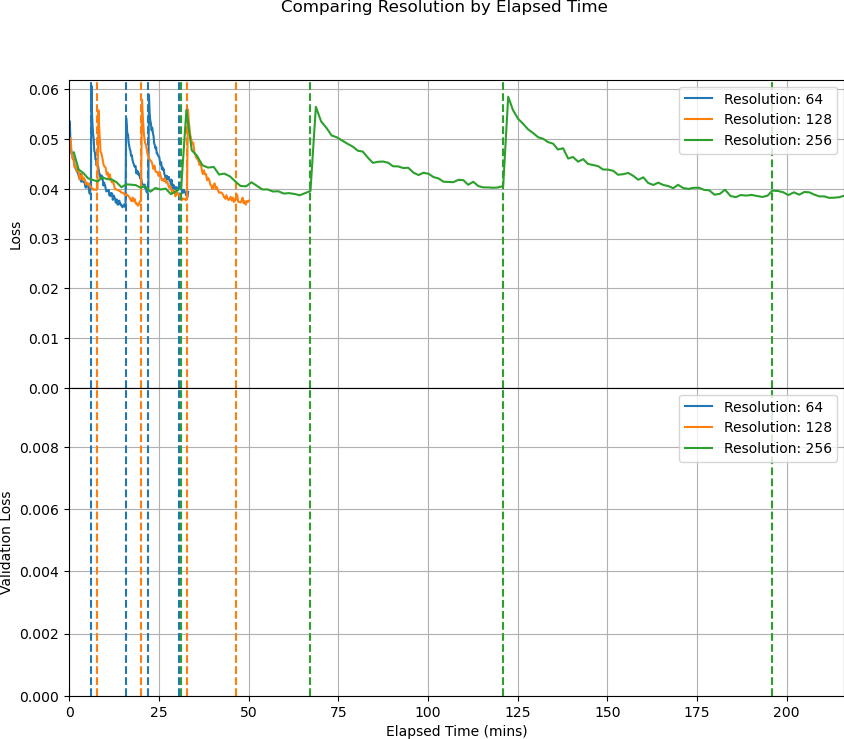 Comparing Resolution by Elapsed Time
0.06
0.05
0.04
0.03
0.02
0.01
0.00
Loss
Resolution: 64
Resolution: 128
Resolution: 256
0.008
0.006
0.004
0.002
0.000
Validation Loss
Resolution: 64
Resolution: 128
Resolution: 256
0 25 50 75 100 125 150 175 200
Elapsed Time (mins)